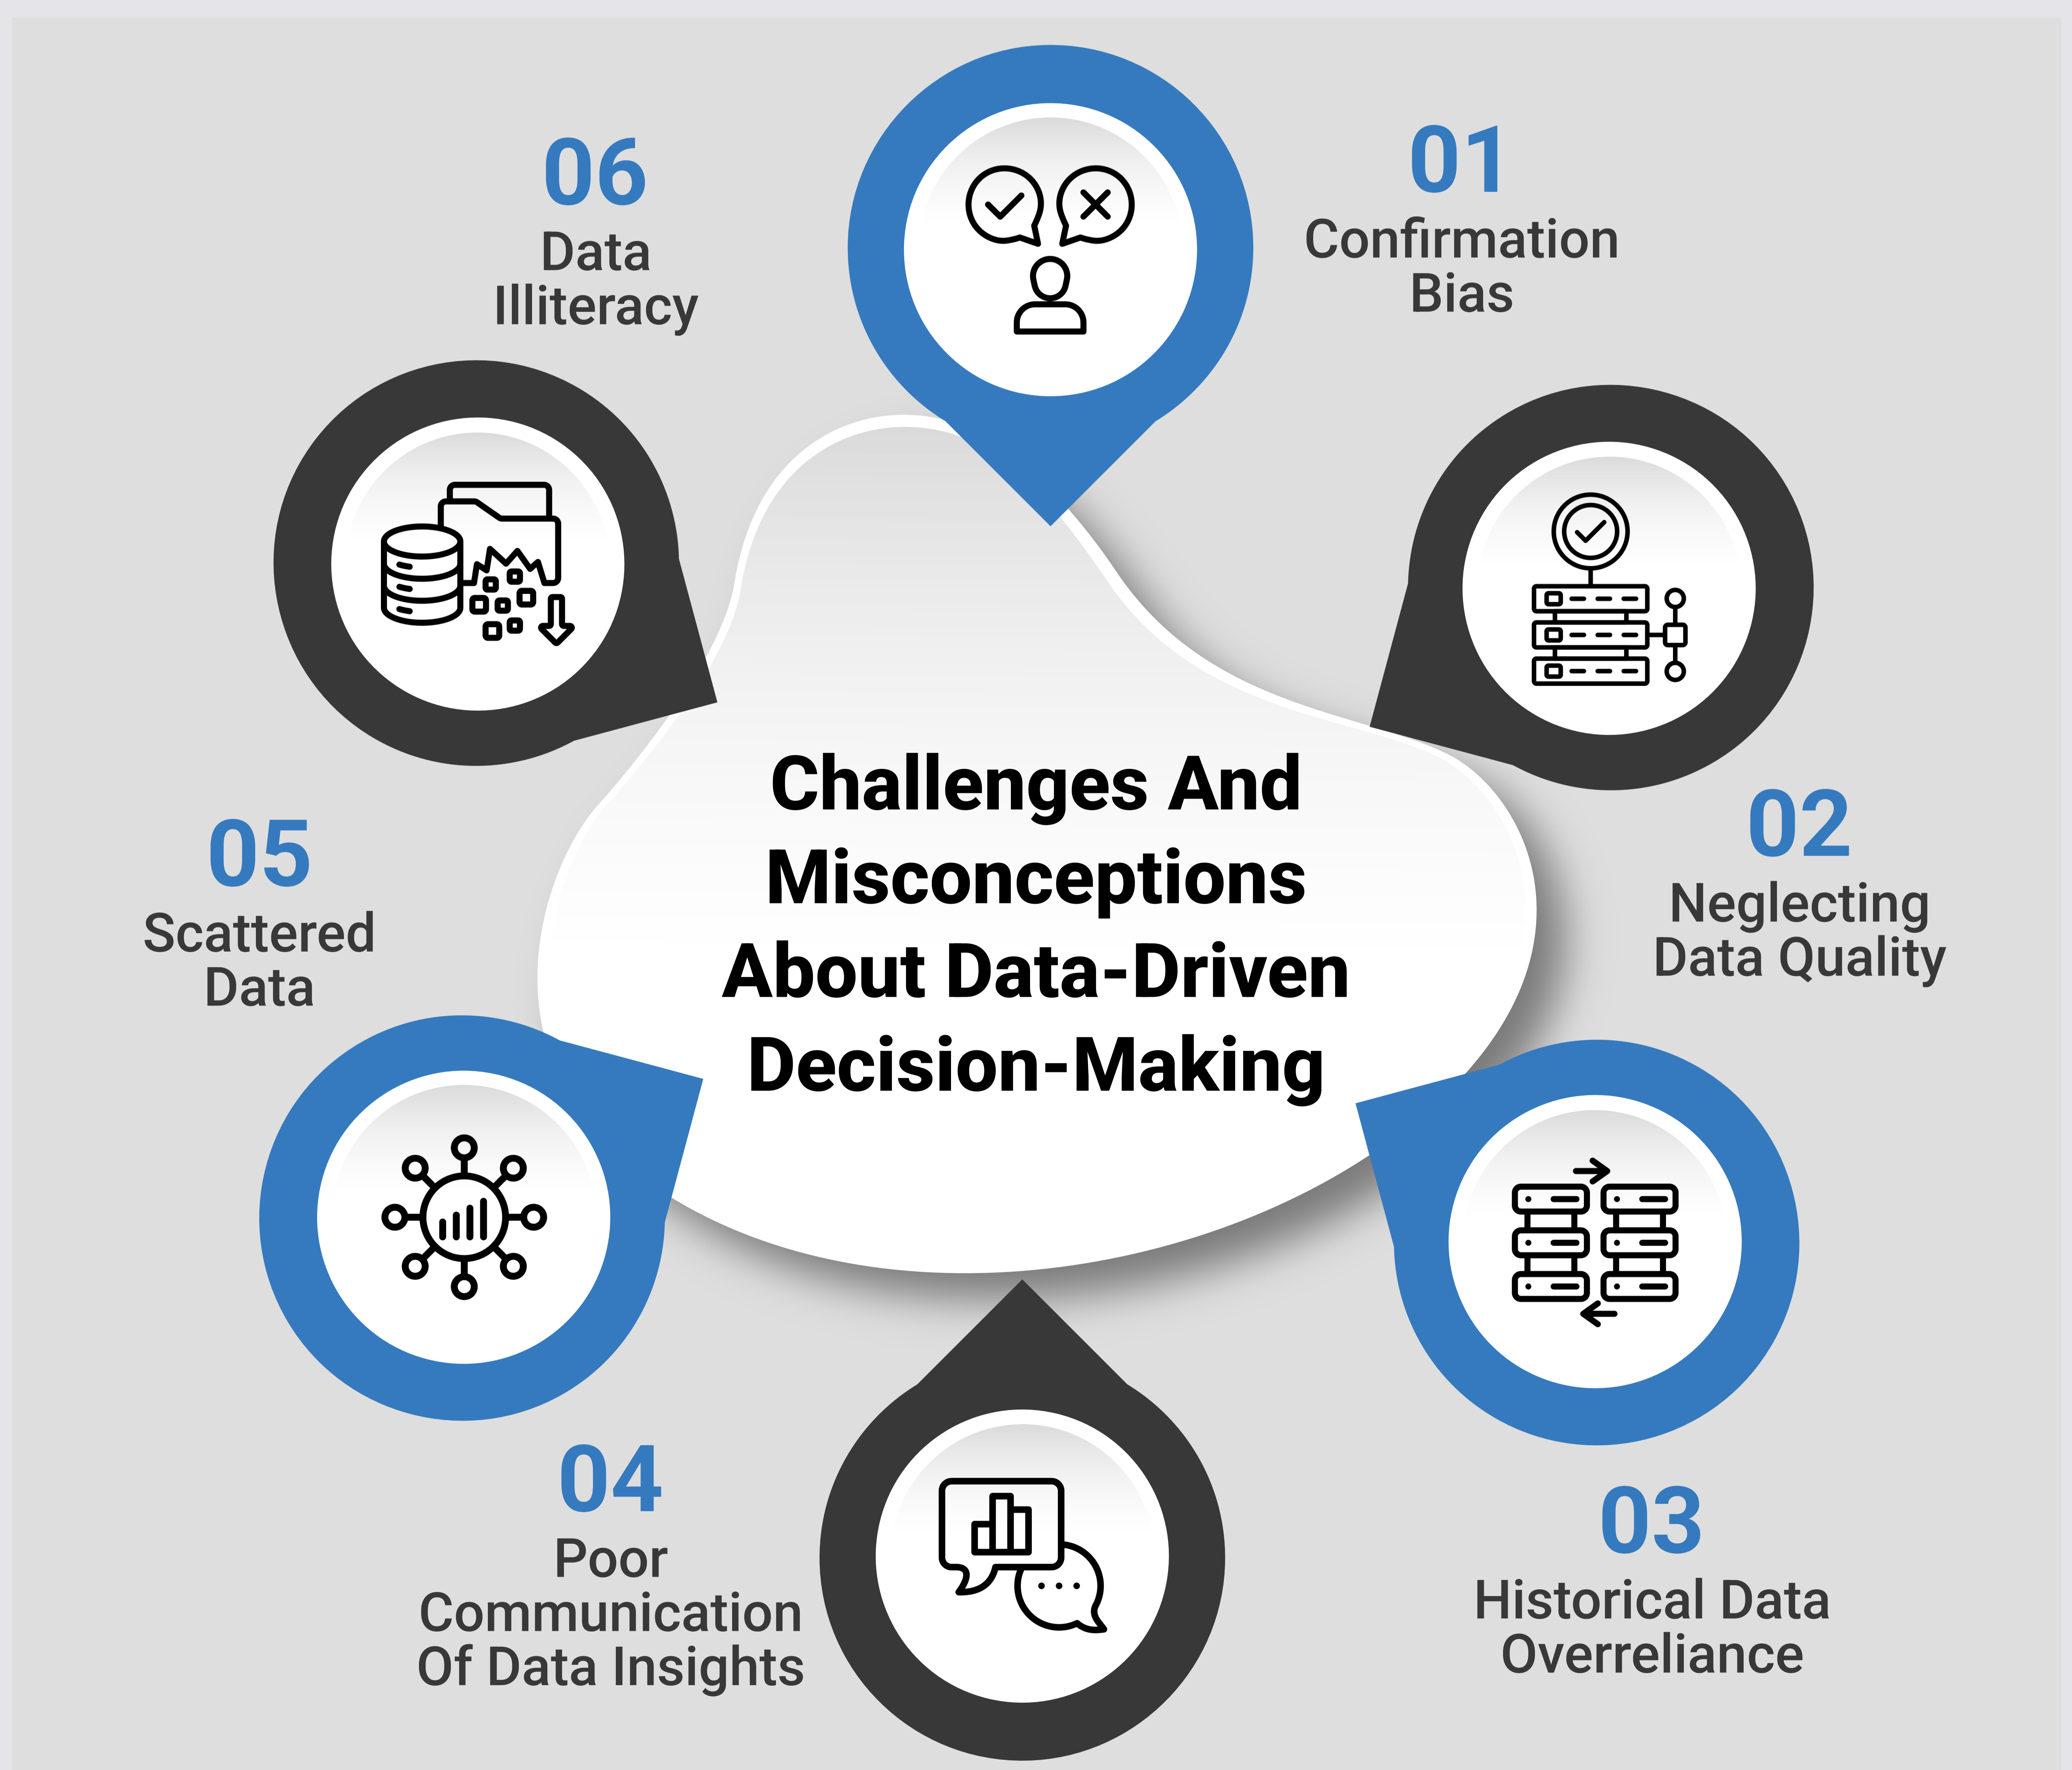 Challenges And
Misconceptions
About Data-Driven
Decision-Making
01
Confirmation
Bias
02
Neglecting
Data Quality
03
Historical Data
Overreliance
04
Poor
Communication
Of Data Insights
05
Scattered
Data
06
Data
Illiteracy